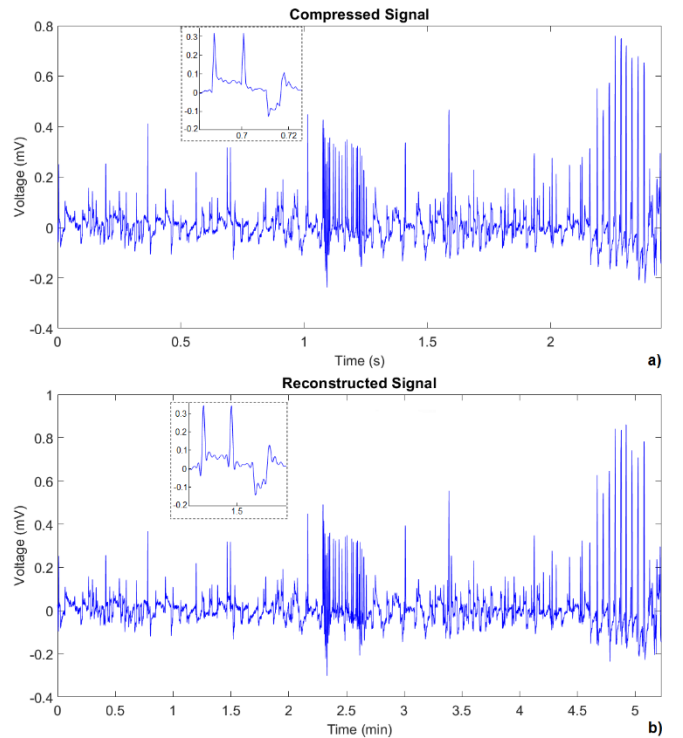 Compressed Signal
0.8
0.6
0.4
0.2
0
-0.2
-0.4
Voltage (mV)
0.3
0.2
0.1
0
-0.1
-0.2
0.7 0.72
0 0.5 1 1.5 2
Time (s)
a)
Reconstructed Signal
1
0.8
0.6
0.4
0.2
0
-0.2
-0.4
Voltage (mV)
0.3
0.2
0.1
0
-0.1
-0.2
1.5
0 0.5 1 1.5 2 2.5 3 3.5 4 4.5 5
Time (min)
b)